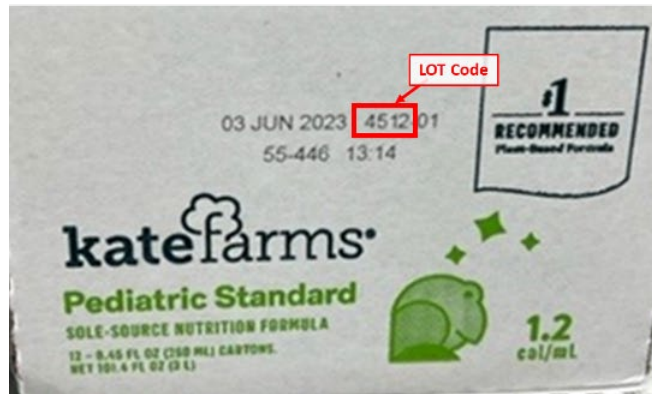 LOT Code
03 JUN 2023 4512-01
55-446 13:14
#1
RECOMMENDED
Plant-Based Formula
katefarms®
Pediatric Standard
SOLE-SOURCE NUTRITION FORMULA
12 – 8.45 FL OZ (250 ML) CARTONS.
NET 101.4 FL OZ (3 L)
1.2
cal/mL